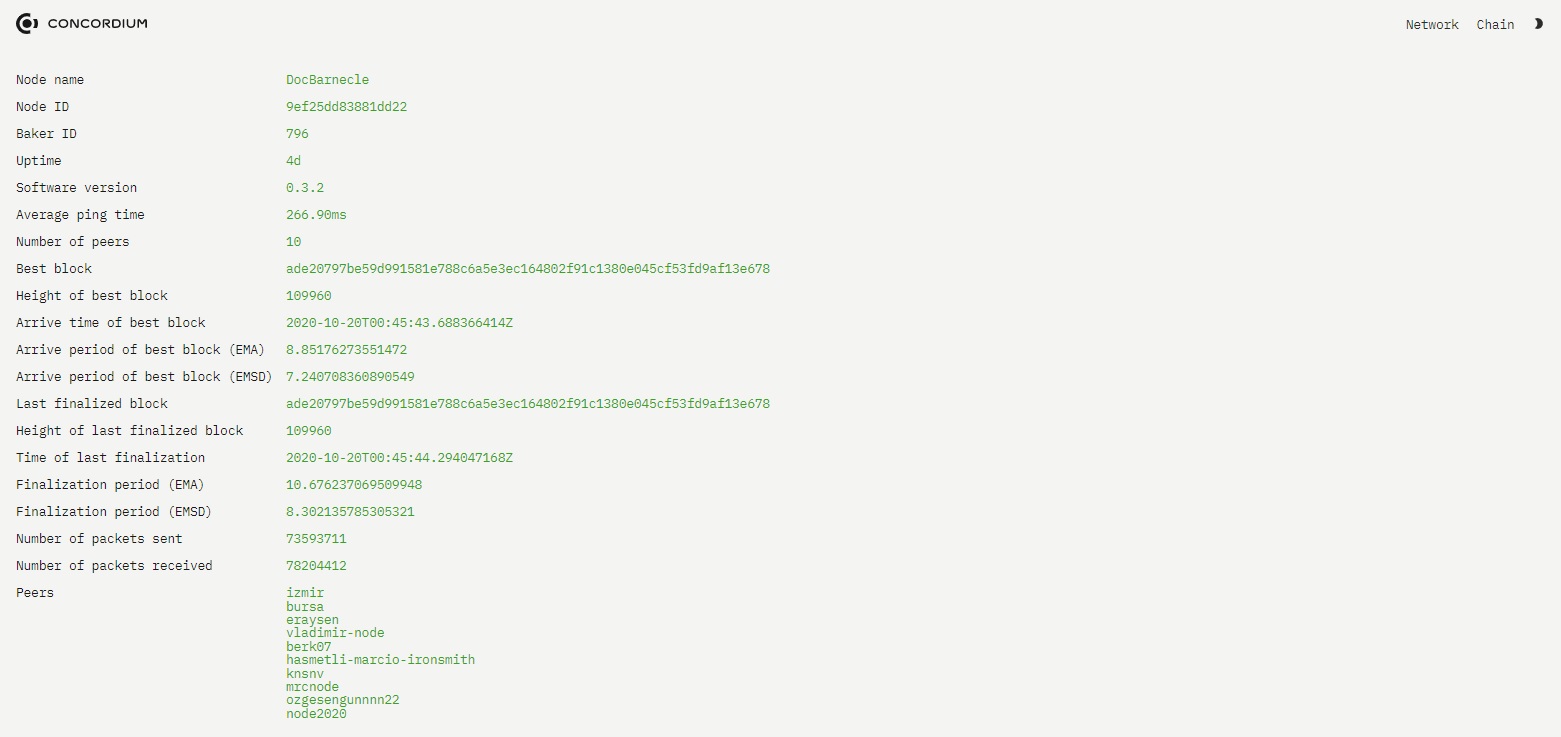 CONCORDIUM
Network Chain
Node name DocBarnecle
Node ID 9ef25dd83881dd22
Baker ID 796
Uptime 4d
Software version 0.3.2
Average ping time 266.90ms
Number of peers 10
Best block ade20797be59d991581e788c6a5e3ec164802f91c1380e045cf53fd9af13e678
Height of best block 109960
Arrive time of best block 2020-10-20T00:45:43.688366414Z
Arrive period of best block (EMA) 8.85176273551472
Arrive period of best block (EMSD) 7.240708360890549
Last finalized block ade20797be59d991581e788c6a5e3ec164802f91c1380e045cf53fd9af13e678
Height of last finalized block 109960
Time of last finalization 2020-10-20T00:45:44.294047168Z
Finalization period (EMA) 10.676237069509948
Finalization period (EMSD) 8.302135785305321
Number of packets sent 73593711
Number of packets received 78204412
Peers izmir
bursa
eraysen
vladimir-node
berk07
hasmetli-marcio-ironsmith
knsnv
mrcnode
ozgesengunnnn22
node2020